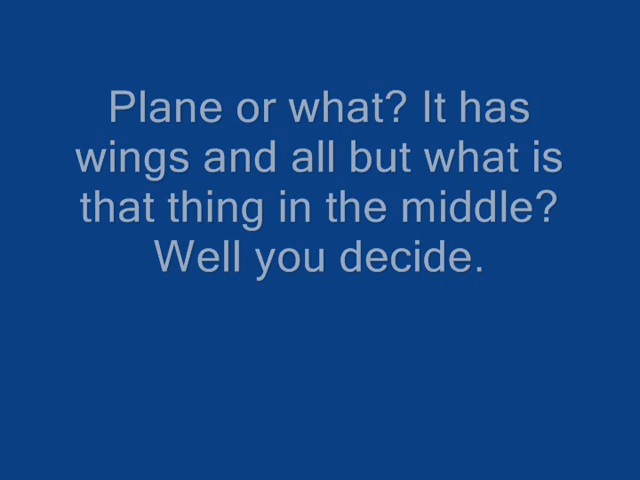 Plane or what? It has
wings and all but what is
that thing in the middle?
Well you decide.